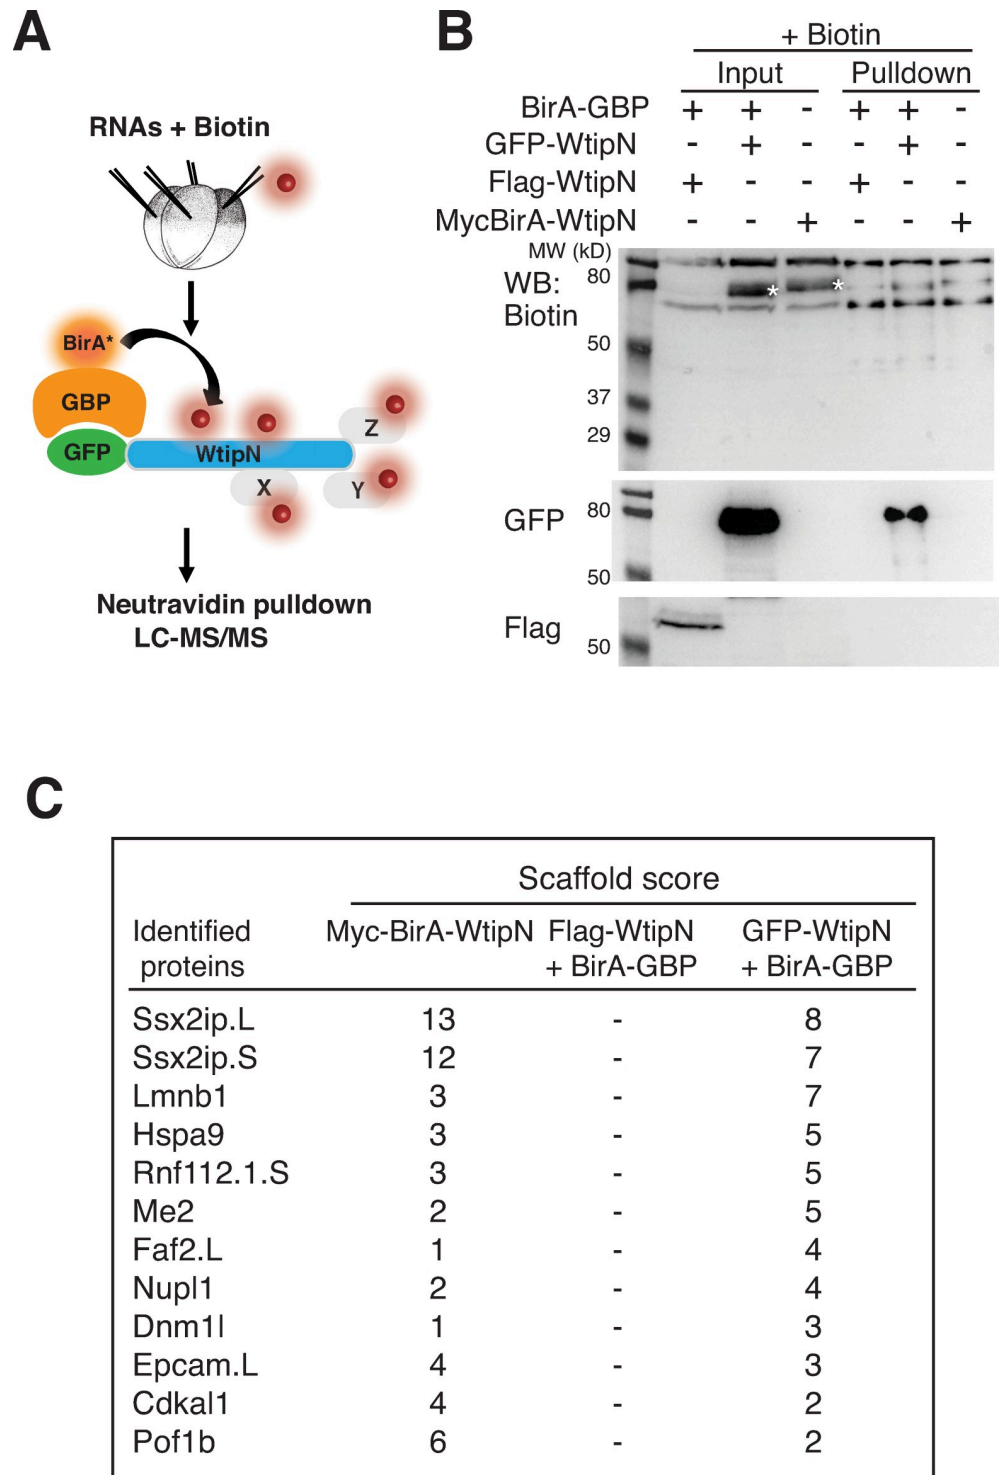 A
RNAs + Biotin
BirA*
GBP
GFP
WtipN
Z
X
Y
Neutravidin pulldown
LC-MS/MS
B
+ Biotin
Input Pulldown
BirA-GBP + + - + + -
GFP-WtipN - + - - + -
Flag-WtipN + - - + - -
MycBirA-WtipN - - + - - +
MW (kD)
WB:
Biotin
80
50
37
29
* *
GFP
80
50
Flag
50
C
Scaffold score
Identified proteins Myc-BirA-WtipN Flag-WtipN + BirA-GBP GFP-WtipN + BirA-GBP
Ssx2ip.L 13 - 8
Ssx2ip.S 12 - 7
Lmnb1 3 - 7
Hspa9 3 - 5
Rnf112.1.S 3 - 5
Me2 2 - 5
Faf2.L 1 - 4
Nupl1 2 - 4
Dnm1l 1 - 3
Epcam.L 4 - 3
Cdkal1 4 - 2
Pof1b 6 - 2